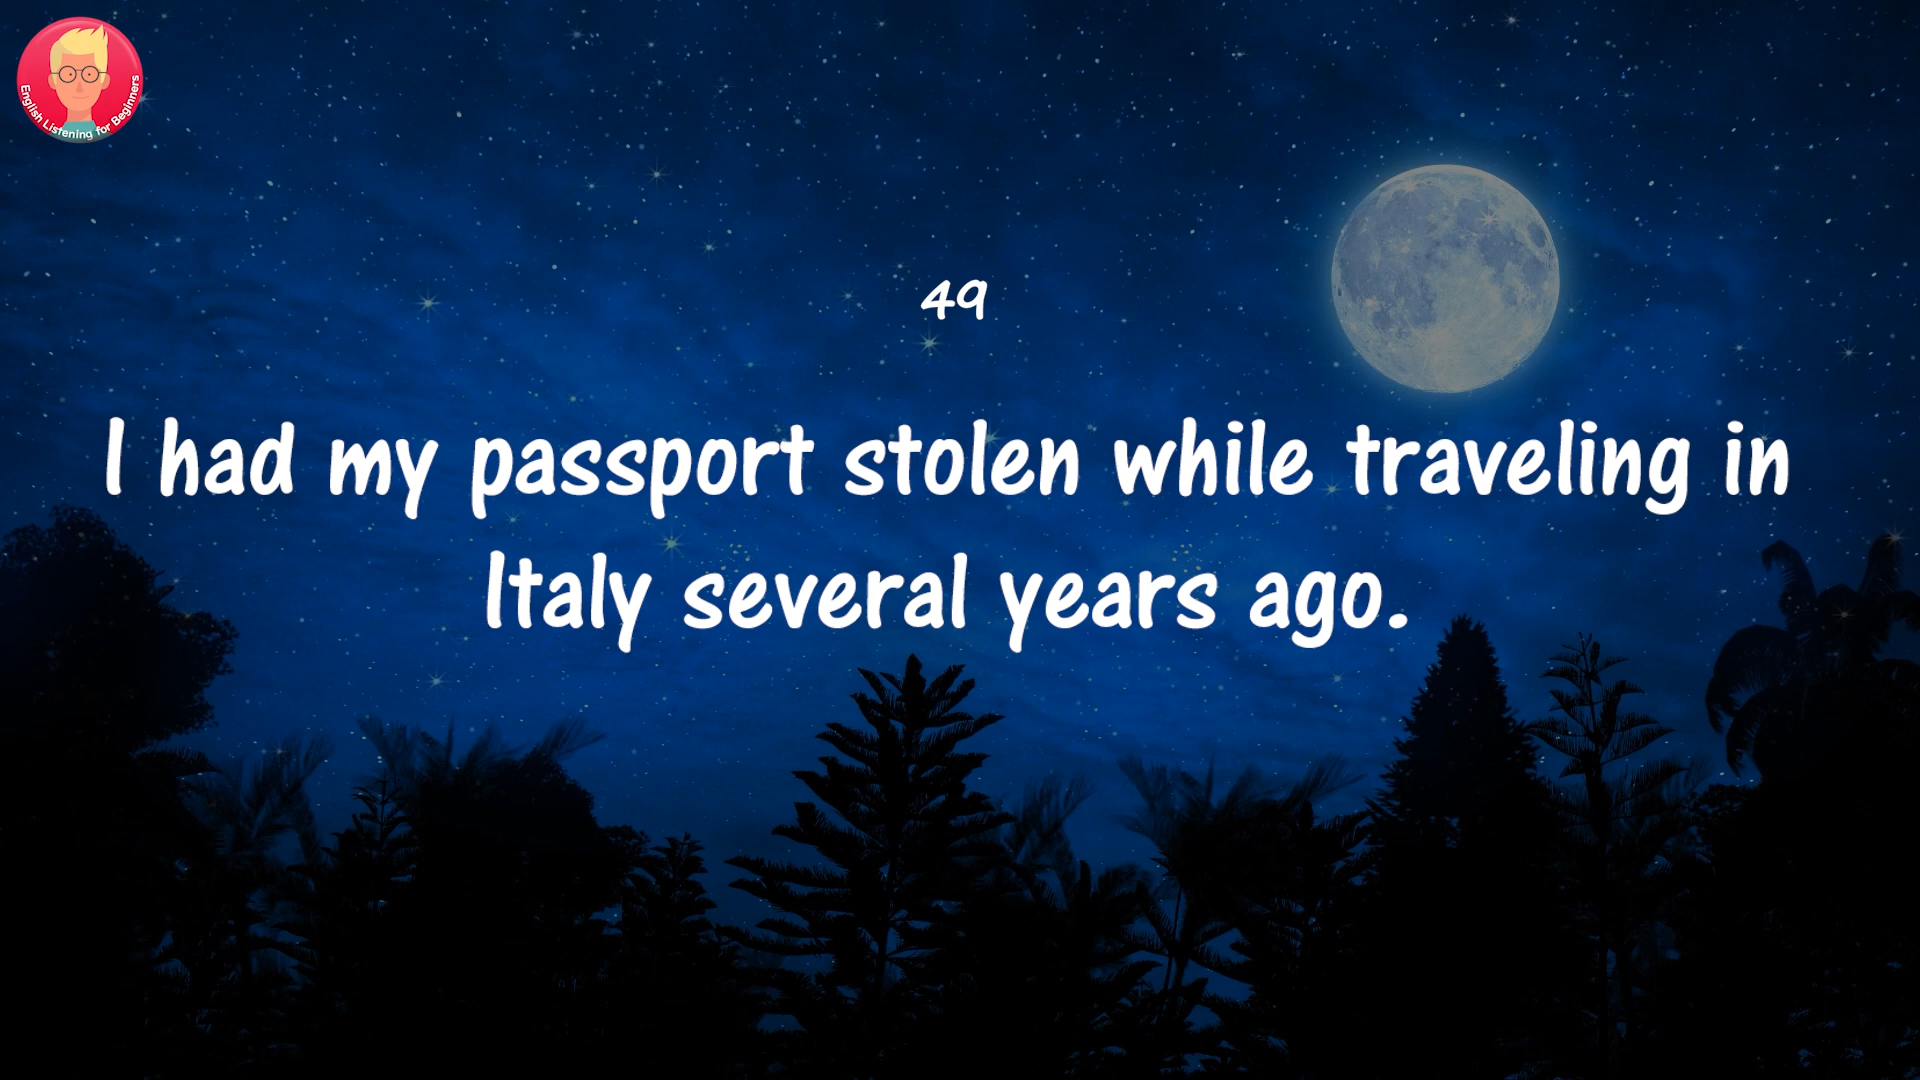 English Listening for Beginners
49
I had my passport stolen while traveling in
Italy several years ago.